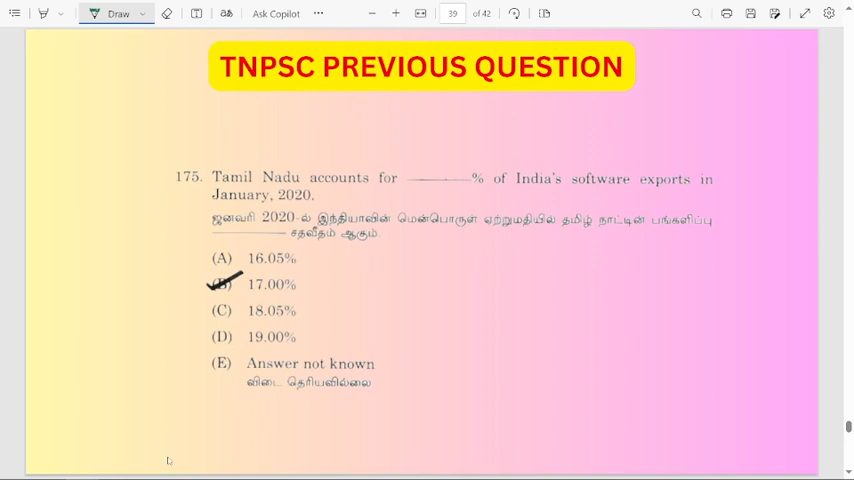 Draw
Ask Copilot
39 of 42
TNPSC PREVIOUS QUESTION
175. Tamil Nadu accounts for ————% of India's software exports in
January, 2020.
ஜனவரி 2020-ல் இந்தியாவின் மென்பொருள் ஏற்றுமதியில் தமிழ் நாட்டின் பங்களிப்பு
———— சதவீதம் ஆகும்.
(A) 16.05%
(B) 17.00%
(C) 18.05%
(D) 19.00%
(E) Answer not known
விடை தெரியவில்லை